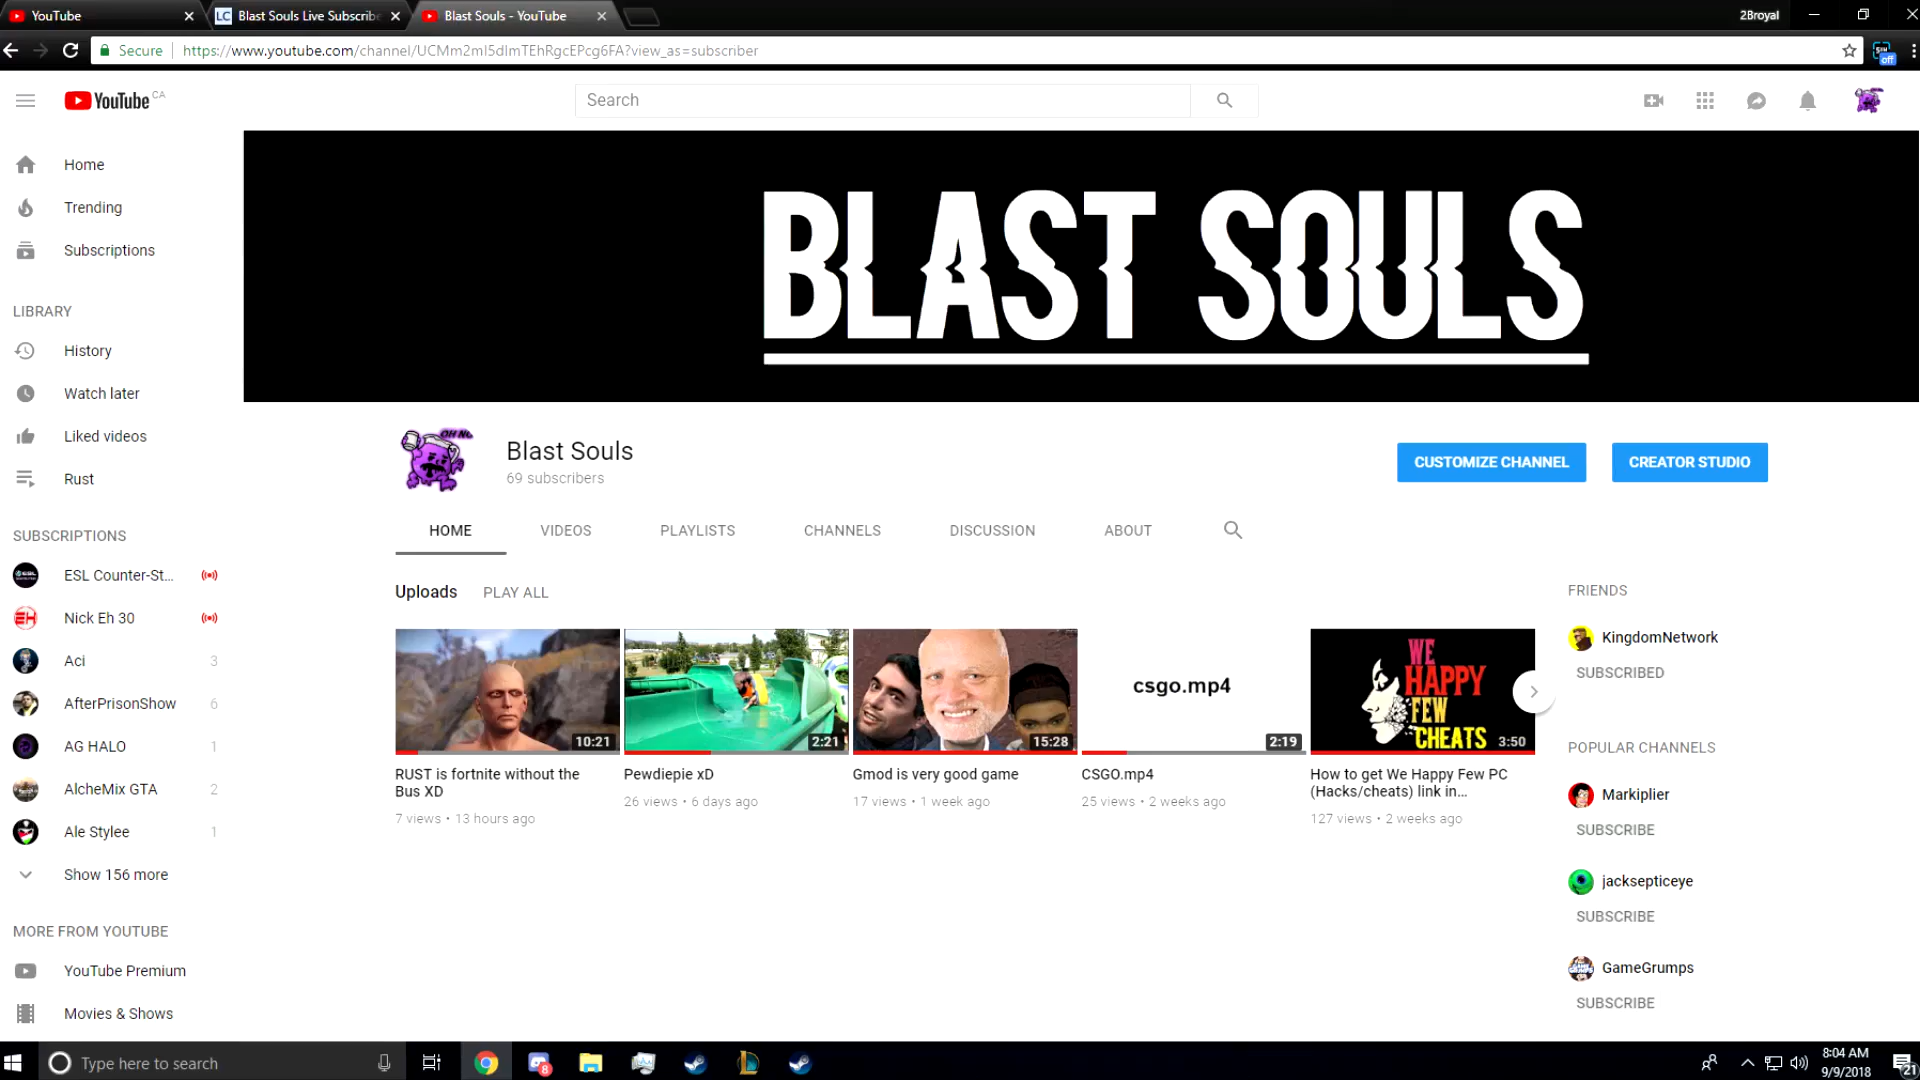 YouTube
Blast Souls Live Subscribe
Blast Souls - YouTube
2Broyal
Secure
https://www.youtube.com/channel/UCMm2ml5dlmTEhRgcEPcg6FA?view_as=subscriber
off
YouTube CA
Search
Home
Trending
Subscriptions
LIBRARY
History
Watch later
Liked videos
Rust
SUBSCRIPTIONS
ESL Counter-St...
Nick Eh 30
Aci 3
AfterPrisonShow 6
AG HALO 1
AlcheMix GTA 2
Ale Stylee 1
Show 156 more
MORE FROM YOUTUBE
YouTube Premium
Movies & Shows
BLAST SOULS
OH NO
Blast Souls
69 subscribers
CUSTOMIZE CHANNEL
CREATOR STUDIO
HOME
VIDEOS
PLAYLISTS
CHANNELS
DISCUSSION
ABOUT
Uploads
PLAY ALL
10:21
RUST is fortnite without the
Bus XD
7 views • 13 hours ago
2:21
Pewdiepie xD
26 views • 6 days ago
15:28
Gmod is very good game
17 views • 1 week ago
csgo.mp4
2:19
CSGO.mp4
25 views • 2 weeks ago
WE
HAPPY
FEW
CHEATS
3:50
How to get We Happy Few PC
(Hacks/cheats) link in...
127 views • 2 weeks ago
FRIENDS
KingdomNetwork
SUBSCRIBED
POPULAR CHANNELS
Markiplier
SUBSCRIBE
jacksepticeye
SUBSCRIBE
GameGrumps
SUBSCRIBE
Type here to search
8
8:04 AM
9/9/2018
21